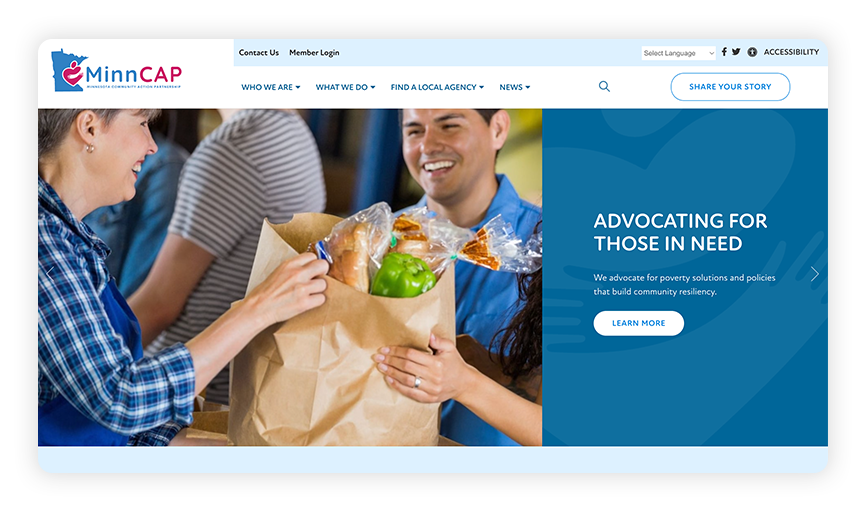 Contact Us
Member Login
Select Language
ACCESSIBILITY
MinnCAP
MINNESOTA COMMUNITY ACTION PARTNERSHIP
WHO WE ARE
WHAT WE DO
FIND A LOCAL AGENCY
NEWS
SHARE YOUR STORY
ADVOCATING FOR
THOSE IN NEED
We advocate for poverty solutions and policies
that build community resiliency.
LEARN MORE